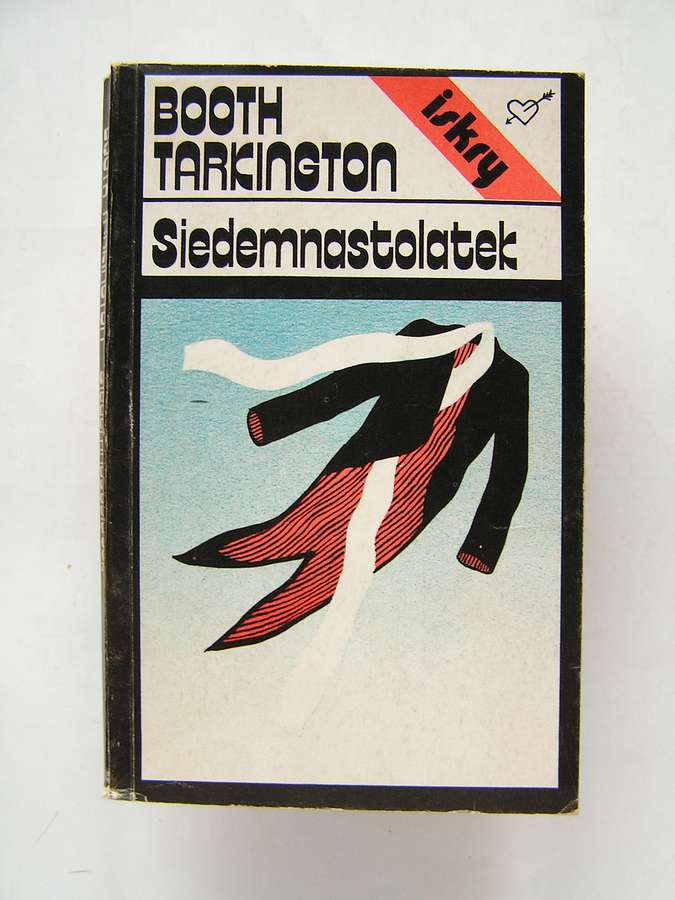 BOOTH
TARKINGTON
iskry
Siedemnastolatek